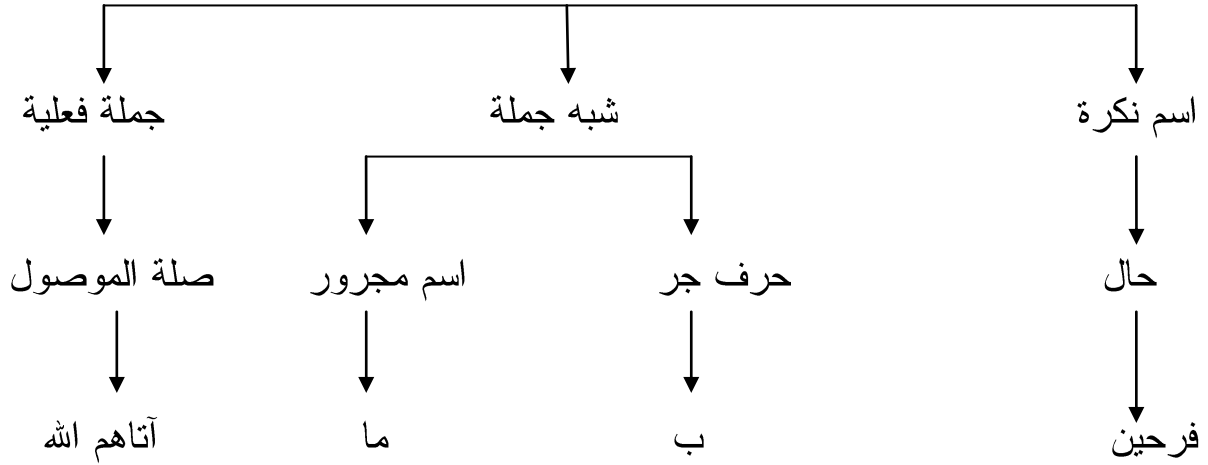 اسم نكرة شبه جملة جملة فعلية
حال حرف جر اسم مجرور صلة الموصول
فرحين ب ما آتاهم الله